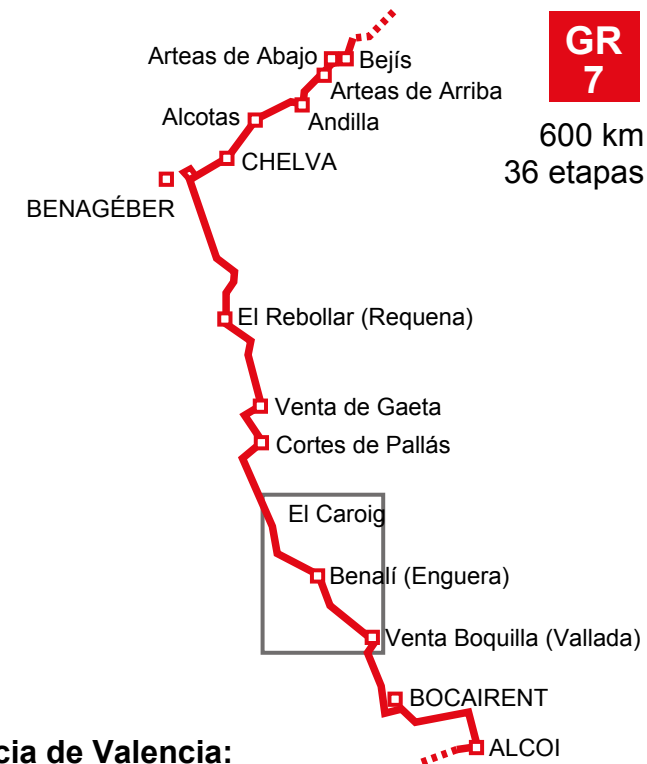 GR
7
600 km
36 etapas
Arteas de Abajo
Bejís
Arteas de Arriba
Alcotas
Andilla
CHELVA
BENAGÉBER
El Rebollar (Requena)
Venta de Gaeta
Cortes de Pallás
El Caroig
Benalí (Enguera)
Venta Boquilla (Vallada)
BOCAIRENT
ALCOI
cia de Valencia: